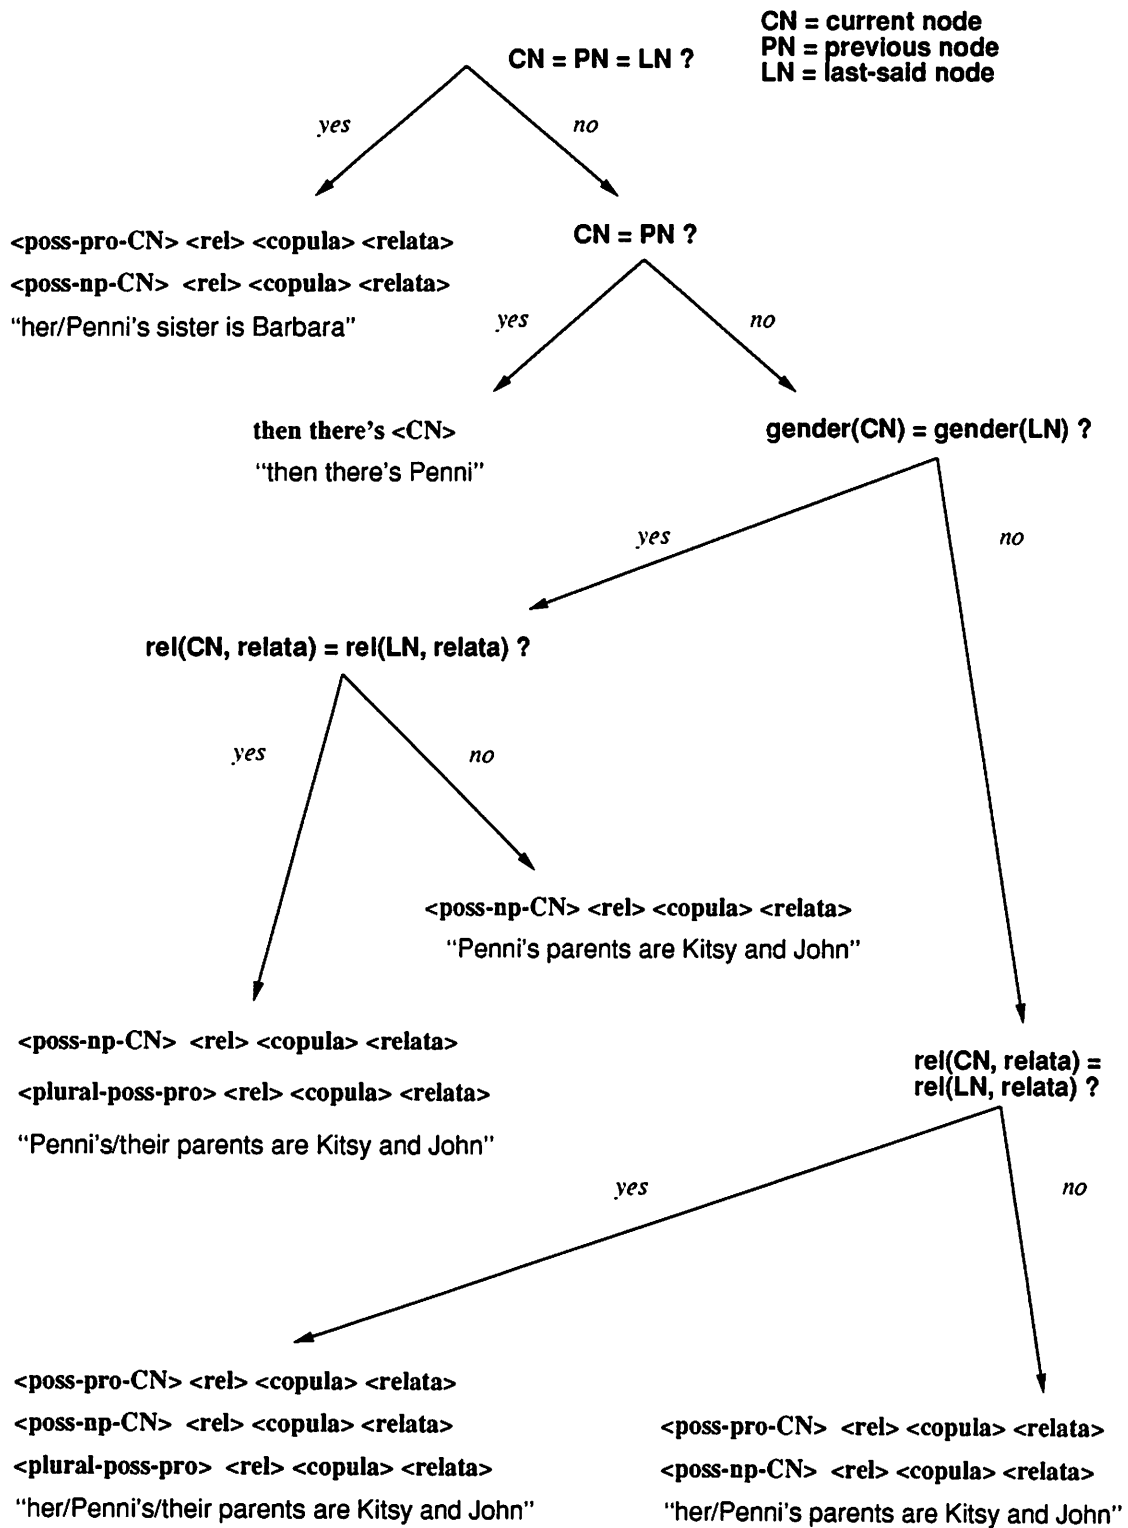 CN = current node
PN = previous node
LN = last-said node
CN = PN = LN ?
yes
no
<poss-pro-CN> <rel> <copula> <relata>
<poss-np-CN> <rel> <copula> <relata>
“her/Penni's sister is Barbara”
CN = PN ?
yes
no
then there's <CN>
“then there's Penni”
gender(CN) = gender(LN) ?
yes
no
rel(CN, relata) = rel(LN, relata) ?
yes
no
<poss-np-CN> <rel> <copula> <relata>
“Penni's parents are Kitsy and John”
<poss-np-CN> <rel> <copula> <relata>
<plural-poss-pro> <rel> <copula> <relata>
“Penni's/their parents are Kitsy and John”
rel(CN, relata) =
rel(LN, relata) ?
yes
no
<poss-pro-CN> <rel> <copula> <relata>
<poss-np-CN> <rel> <copula> <relata>
<plural-poss-pro> <rel> <copula> <relata>
“her/Penni's/their parents are Kitsy and John”
<poss-pro-CN> <rel> <copula> <relata>
<poss-np-CN> <rel> <copula> <relata>
“her/Penni's parents are Kitsy and John”